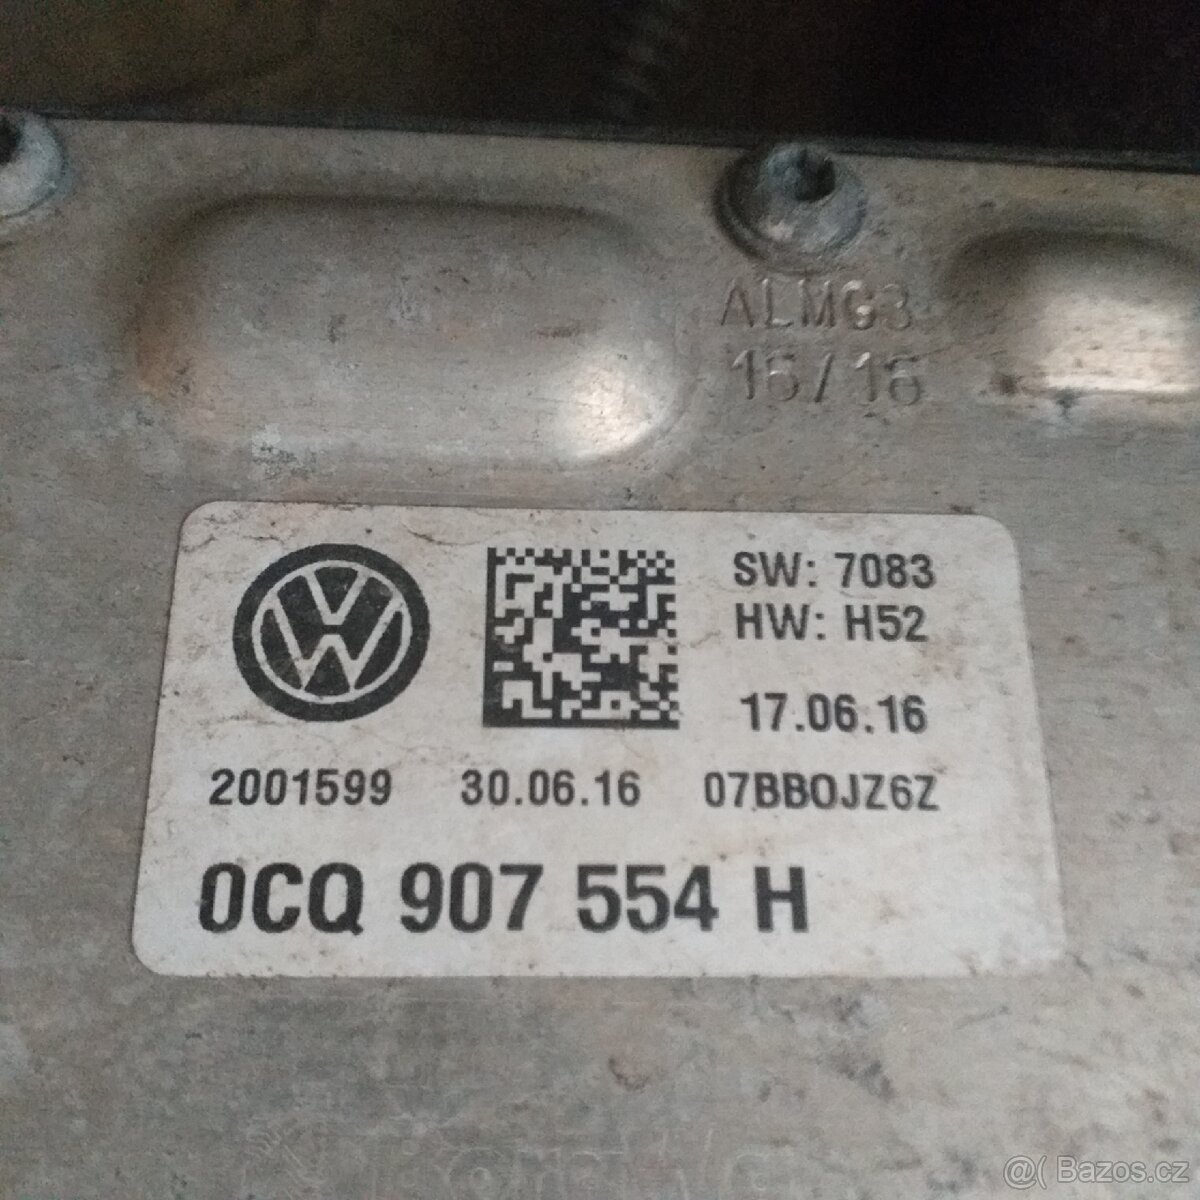 ALMG3
16/16
SW: 7083
HW: H52
17.06.16
2001599 30.06.16 07BBOJZ6Z
0CQ 907 554 H
@( Bazos.cz